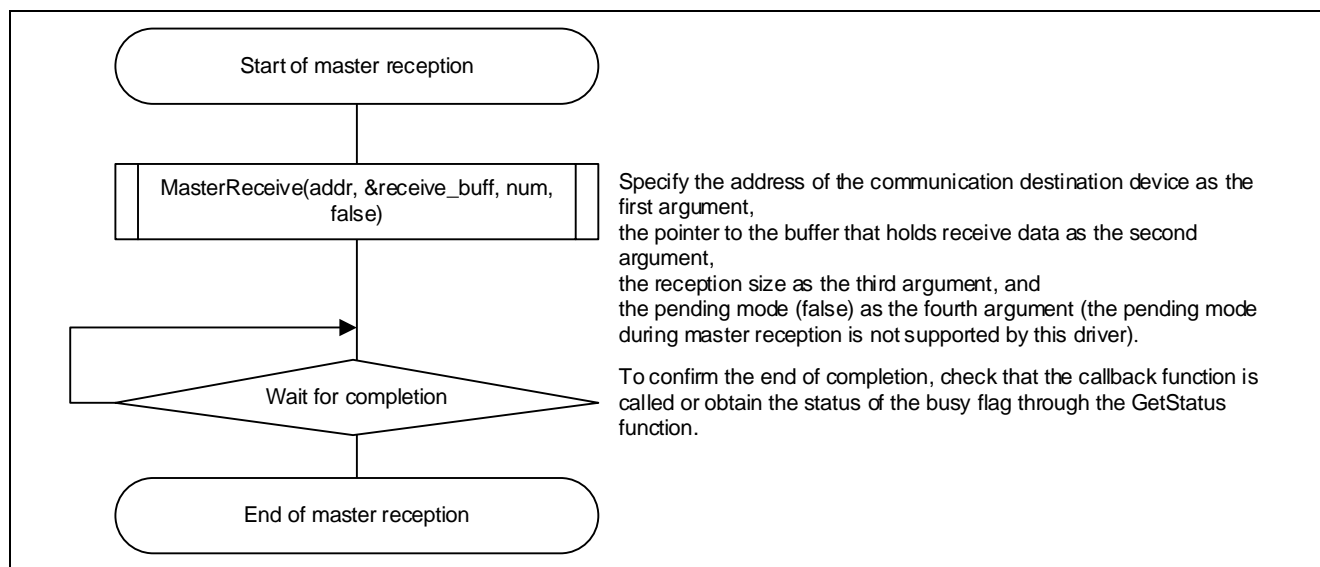 Start of master reception
MasterReceive(addr, &receive_buff, num,
false)
Specify the address of the communication destination device as the
first argument,
the pointer to the buffer that holds receive data as the second
argument,
the reception size as the third argument, and
the pending mode (false) as the fourth argument (the pending mode
during master reception is not supported by this driver).
Wait for completion
To confirm the end of completion, check that the callback function is
called or obtain the status of the busy flag through the GetStatus
function.
End of master reception